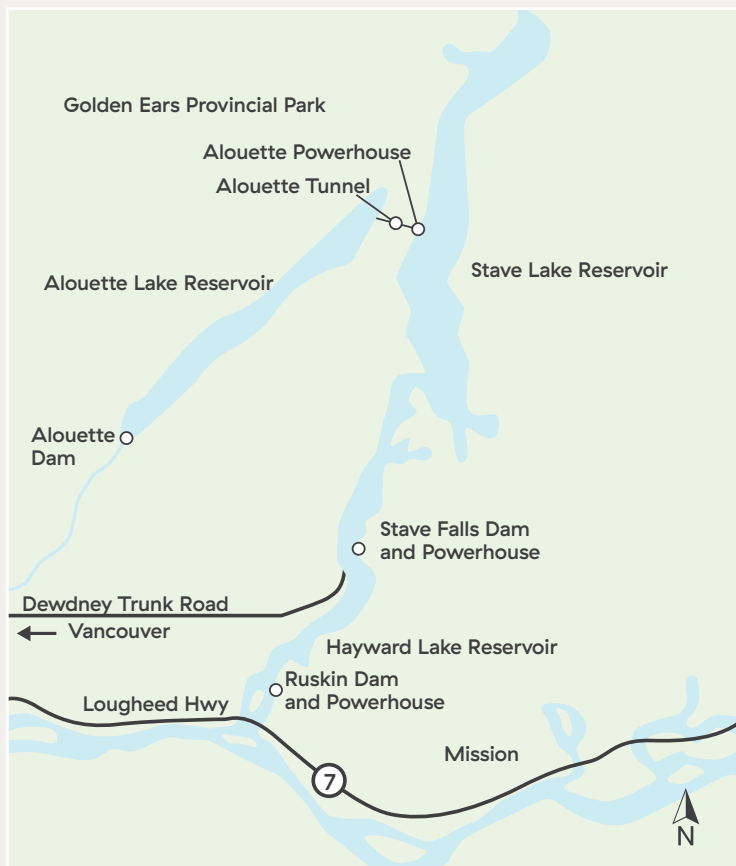 Golden Ears Provincial Park
Alouette Powerhouse
Alouette Tunnel
Stave Lake Reservoir
Alouette Lake Reservoir
Alouette
Dam
Stave Falls Dam
and Powerhouse
Dewdney Trunk Road
Vancouver
Hayward Lake Reservoir
Ruskin Dam
and Powerhouse
Lougheed Hwy
Mission
7
N